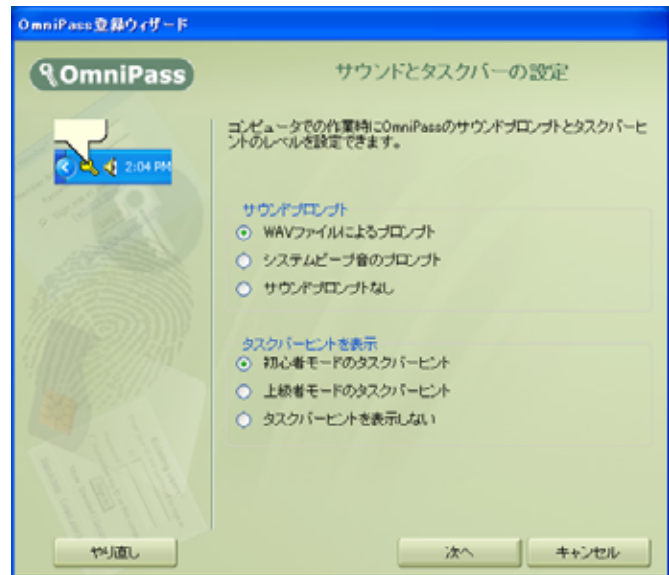 OmniPass登録ウィザード
OmniPass
サウンドとタスクバーの設定
コンピュータでの作業時にOmniPassのサウンドプロンプトとタスクバーヒ
ントのレベルを設定できます。
2:04 PM
サウンドプロンプト
WAVファイルによるプロンプト
システムビープ音のプロンプト
サウンドプロンプトなし
タスクバーヒントを表示
初心者モードのタスクバーヒント
上級者モードのタスクバーヒント
タスクバーヒントを表示しない
やり直し
次へ
キャンセル